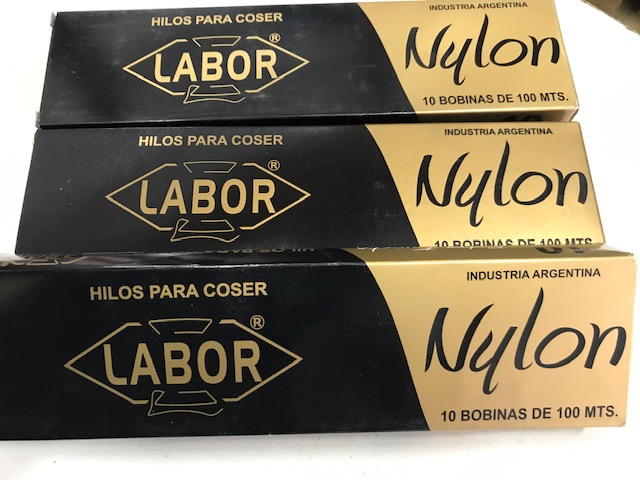 HILOS PARA COSER
LABOR®
INDUSTRIA ARGENTINA
Nylon
10 BOBINAS DE 100 MTS.
HILOS PARA COSER
LABOR®
INDUSTRIA ARGENTINA
Nylon
10 BOBINAS DE 100 MTS
HILOS PARA COSER
LABOR®
INDUSTRIA ARGENTINA
Nylon
10 BOBINAS DE 100 MTS.